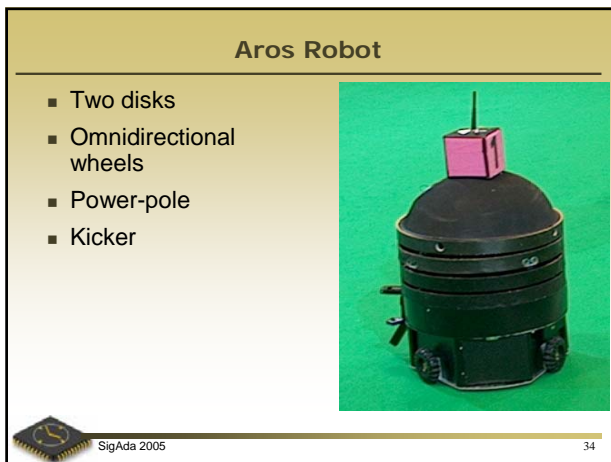 Aros Robot
Two disks
Omnidirectional
wheels
Power-pole
Kicker
1
SigAda 2005
34